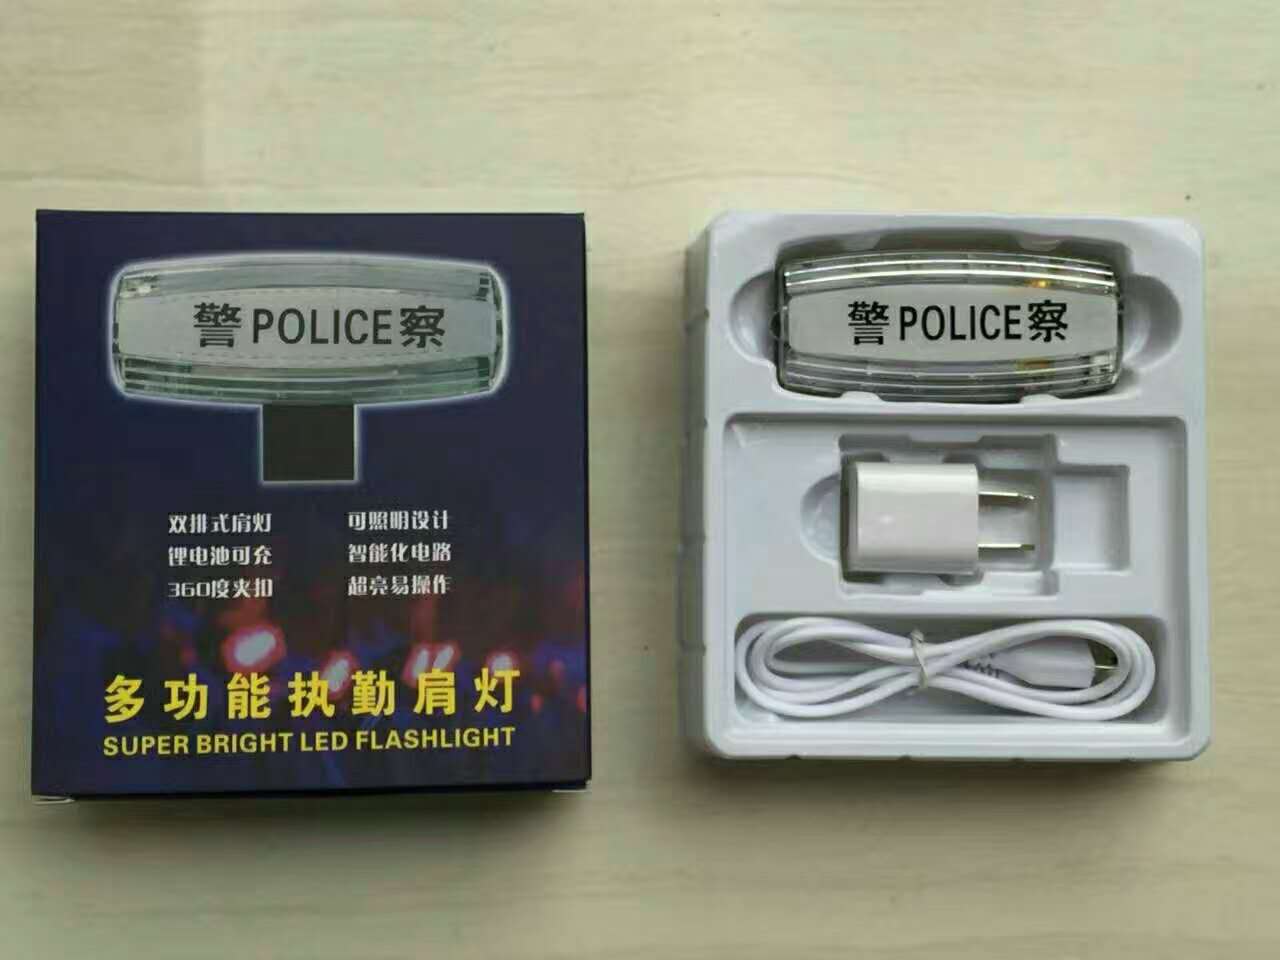 警POLICE察
双排式肩灯 可照明设计
锂电池可充 智能化电路
360度夹扣 超亮易操作
多功能执勤肩灯
SUPER BRIGHT LED FLASHLIGHT
警POLICE察